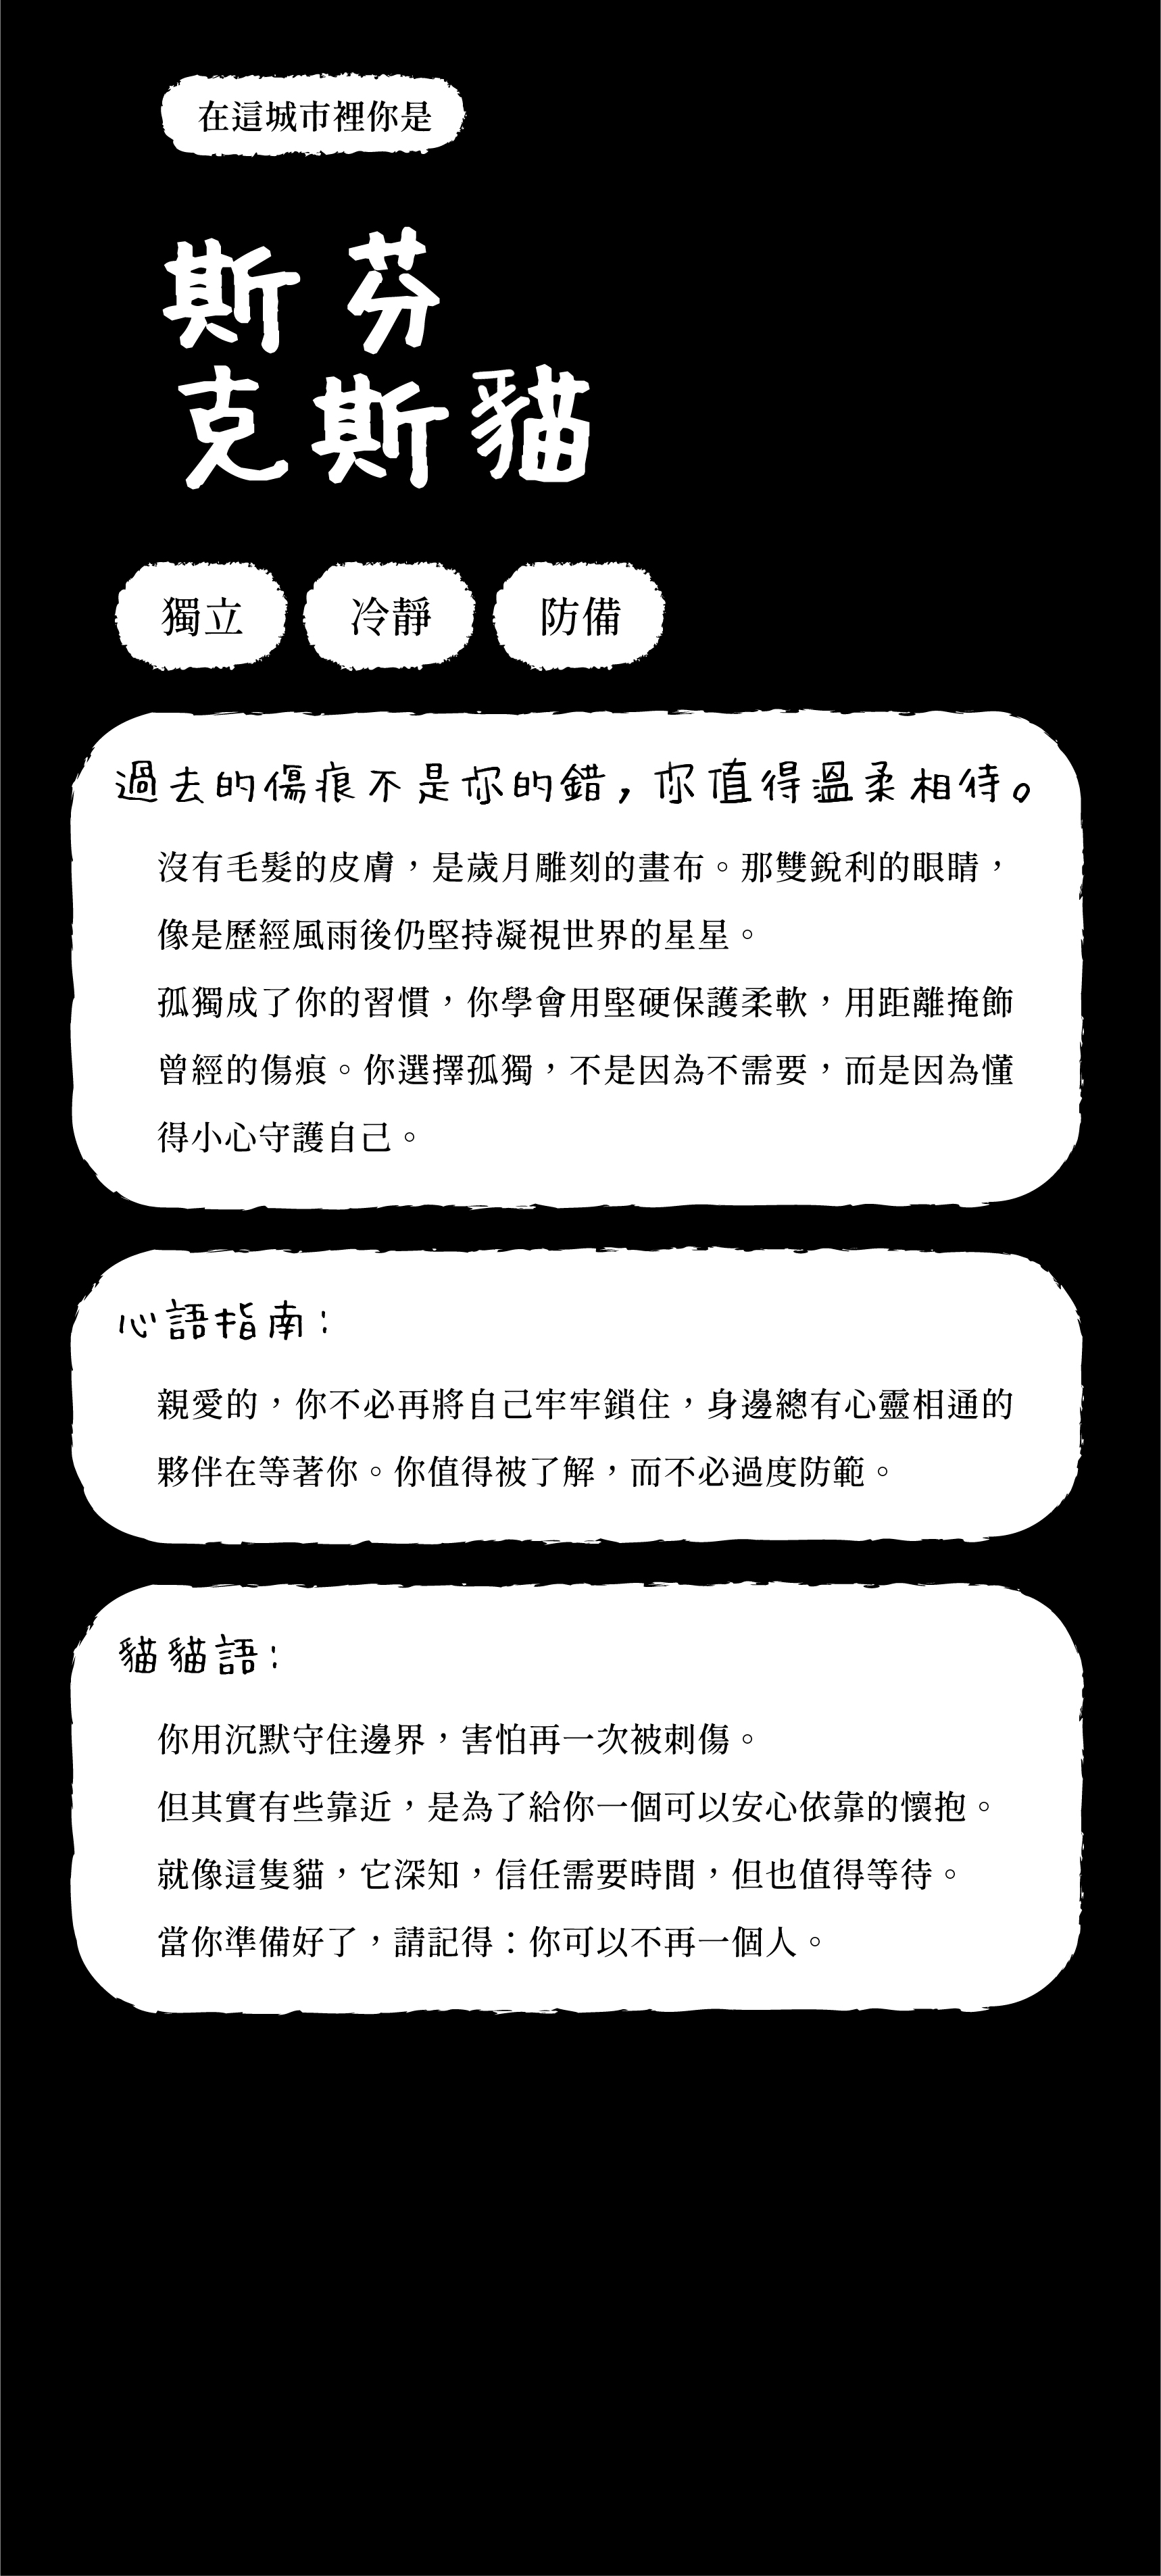 在這城市裡你是
斯芬
克斯貓
獨立 冷靜 防備
過去的傷痕不是你的錯，你值得溫柔相待。
沒有毛髮的皮膚，是歲月雕刻的畫布。那雙銳利的眼睛，
像是歷經風雨後仍堅持凝視世界的星星。
孤獨成了你的習慣，你學會用堅硬保護柔軟，用距離掩飾
曾經的傷痕。你選擇孤獨，不是因為不需要，而是因為懂
得小心守護自己。
心語指南：
親愛的，你不必再將自己牢牢鎖住，身邊總有心靈相通的
夥伴在等著你。你值得被了解，而不必過度防範。
貓貓語：
你用沉默守住邊界，害怕再一次被刺傷。
但其實有些靠近，是為了給你一個可以安心依靠的懷抱。
就像這隻貓，它深知，信任需要時間，但也值得等待。
當你準備好了，請記得：你可以不再一個人。